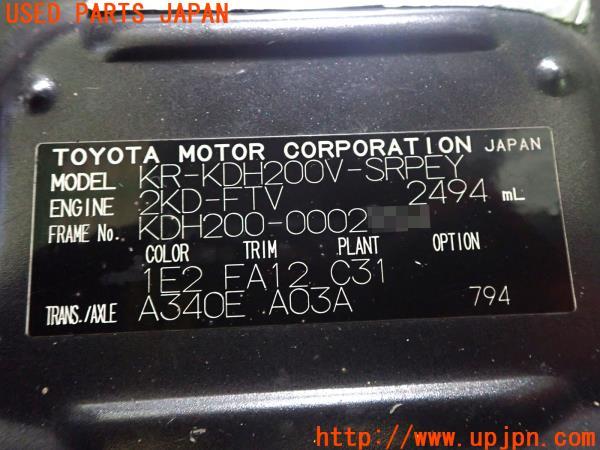 USED PARTS JAPAN
TOYOTA MOTOR CORPORATION JAPAN
MODEL KR-KDH200V-SRPEY
ENGINE 2KD-FTV 2494 mL
FRAME NO. KDH200-0002
COLOR TRIM PLANT OPTION
1E2 FA12 C31
TRANS./AXLE A340E A03A 794
http://www.upjpn.com